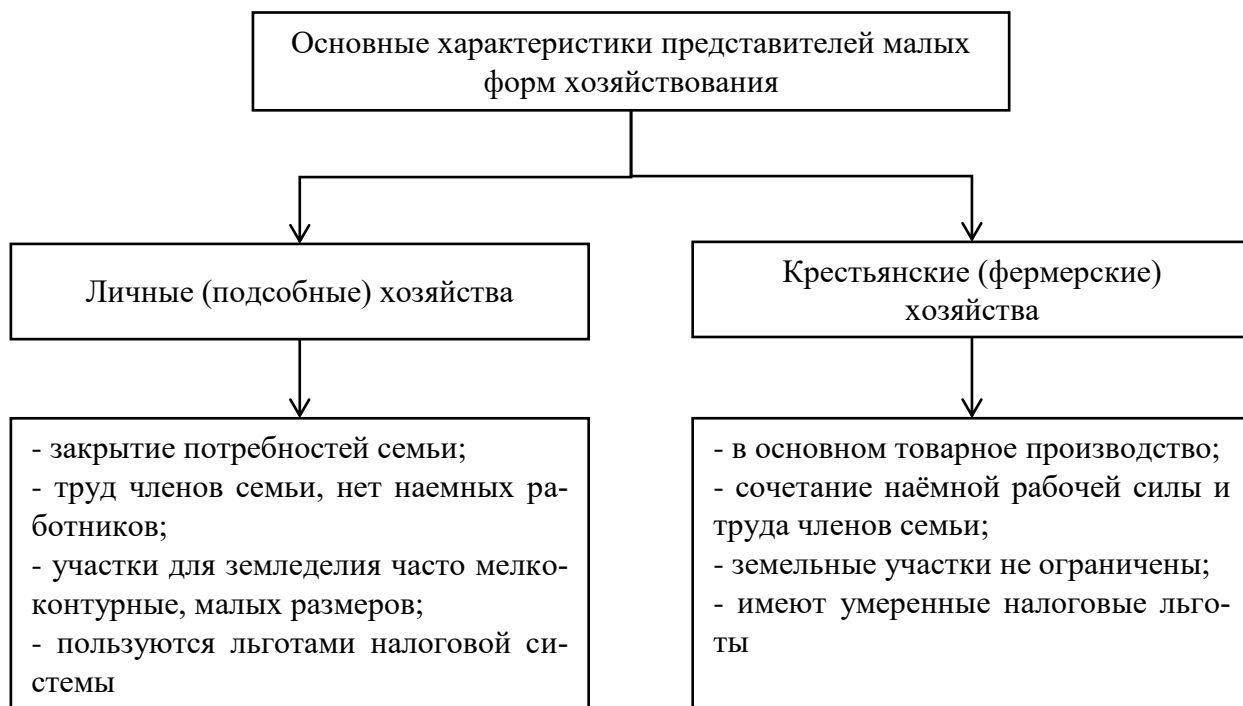 Основные характеристики представителей малых
форм хозяйствования
Личные (подсобные) хозяйства
Крестьянские (фермерские)
хозяйства
- закрытие потребностей семьи;
- труд членов семьи, нет наемных ра-
ботников;
- участки для земледелия часто мелко-
контурные, малых размеров;
- пользуются льготами налоговой си-
стемы
- в основном товарное производство;
- сочетание наёмной рабочей силы и
труда членов семьи;
- земельные участки не ограничены;
- имеют умеренные налоговые льго-
ты